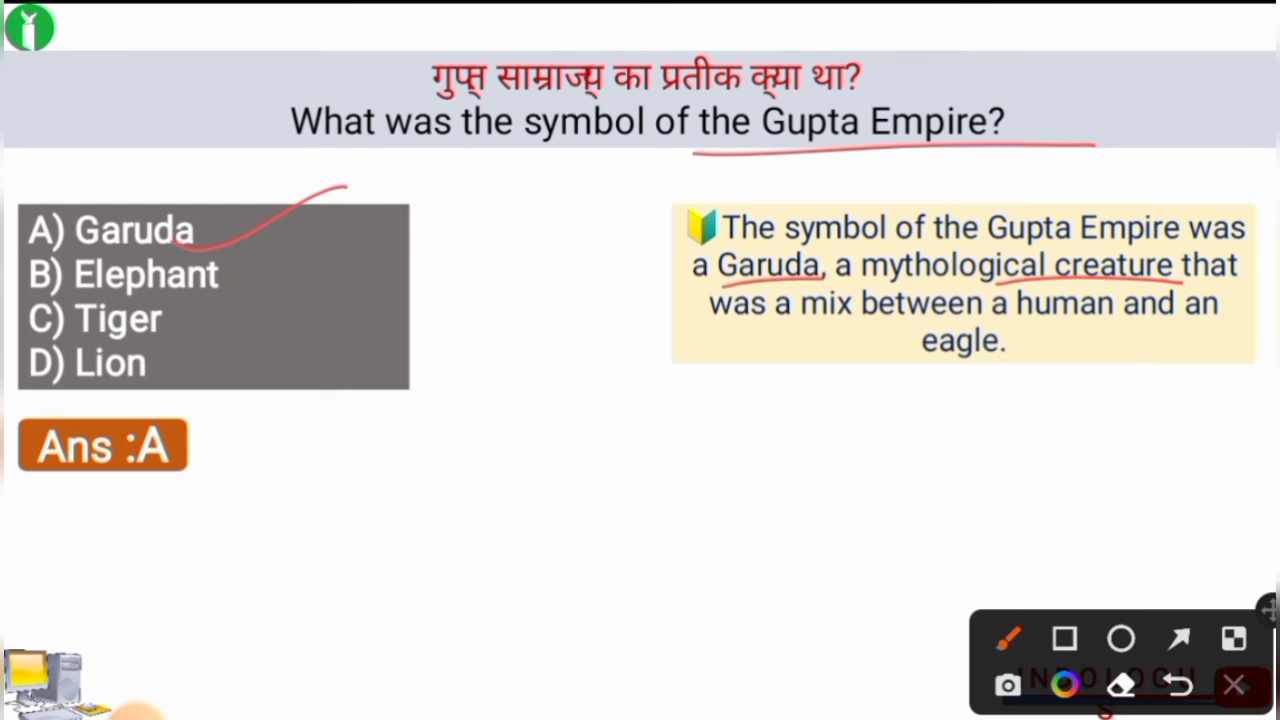 गुप्त साम्राज्य का प्रतीक क्या था?
What was the symbol of the Gupta Empire?
A) Garuda
B) Elephant
C) Tiger
D) Lion
Ans :A
The symbol of the Gupta Empire was
a Garuda, a mythological creature that
was a mix between a human and an
eagle.